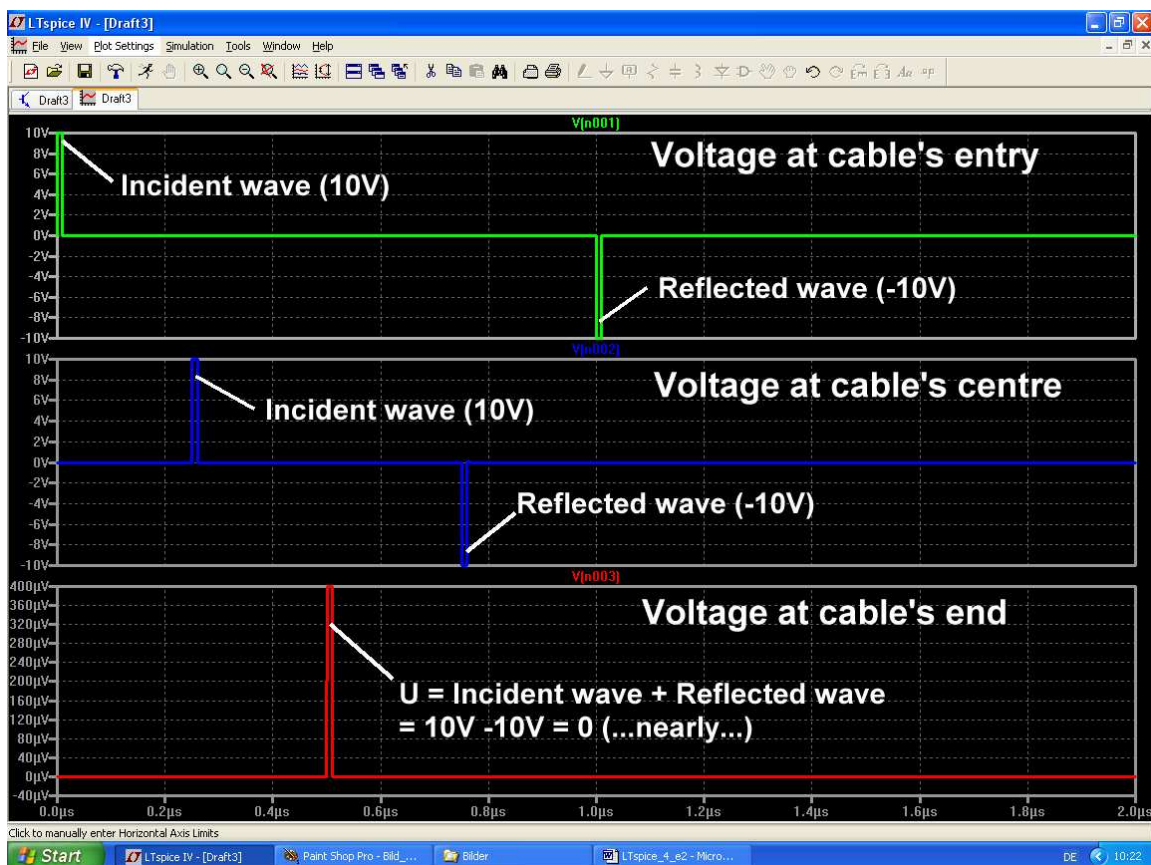 LTspice IV - [Draft3]
File View Plot Settings Simulation Tools Window Help
Draft3 Draft3
V(n001)
10V
8V
6V
4V
2V
0V
-2V
-4V
-6V
-8V
-10V
Voltage at cable's entry
Incident wave (10V)
Reflected wave (-10V)
V(n002)
10V
8V
6V
4V
2V
0V
-2V
-4V
-6V
-8V
-10V
Voltage at cable's centre
Incident wave (10V)
Reflected wave (-10V)
V(n003)
400µV
360µV
320µV
280µV
240µV
200µV
160µV
120µV
80µV
40µV
0µV
-40µV
Voltage at cable's end
U = Incident wave + Reflected wave
= 10V -10V = 0 (...nearly...)
0.0µs 0.2µs 0.4µs 0.6µs 0.8µs 1.0µs 1.2µs 1.4µs 1.6µs 1.8µs 2.0µs
Click to manually enter Horizontal Axis Limits
Start LTspice IV - [Draft3] Paint Shop Pro - Bild_... Bilder LTspice_4_e2 - Micro... DE 10:22